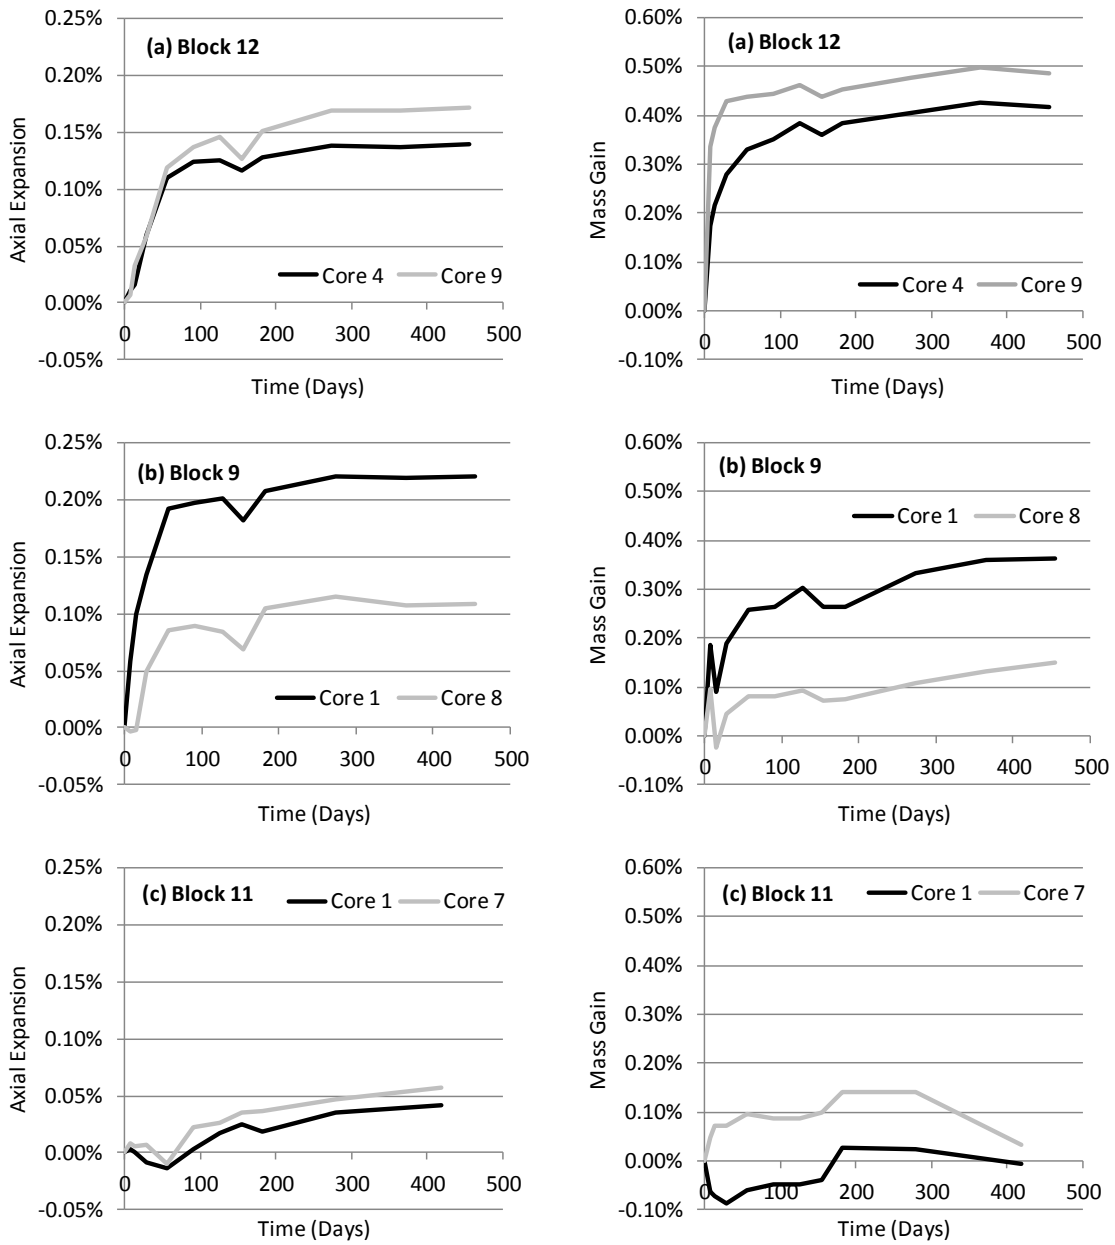 (a) Block 12
Axial Expansion
0.25%
0.20%
0.15%
0.10%
0.05%
0.00%
-0.05%
Core 4 Core 9
0 100 200 300 400 500
Time (Days)
(a) Block 12
Mass Gain
0.60%
0.50%
0.40%
0.30%
0.20%
0.10%
0.00%
-0.10%
Core 4 Core 9
0 100 200 300 400 500
Time (Days)
(b) Block 9
Axial Expansion
0.25%
0.20%
0.15%
0.10%
0.05%
0.00%
-0.05%
Core 1 Core 8
0 100 200 300 400 500
Time (Days)
(b) Block 9
Mass Gain
0.60%
0.50%
0.40%
0.30%
0.20%
0.10%
0.00%
-0.10%
Core 1 Core 8
0 100 200 300 400 500
Time (Days)
(c) Block 11
Core 1 Core 7
Axial Expansion
0.25%
0.20%
0.15%
0.10%
0.05%
0.00%
-0.05%
0 100 200 300 400 500
Time (Days)
(c) Block 11
Core 1 Core 7
Mass Gain
0.60%
0.50%
0.40%
0.30%
0.20%
0.10%
0.00%
-0.10%
0 100 200 300 400 500
Time (Days)